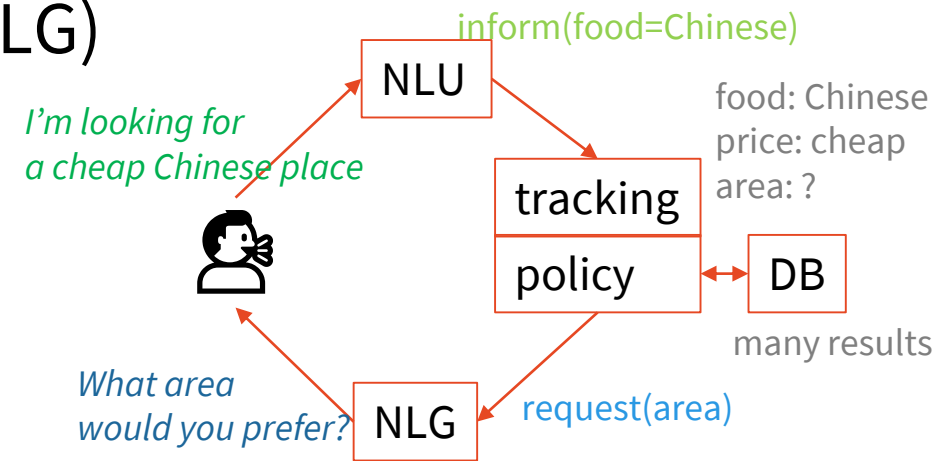 LG)
inform(food=Chinese)
NLU
I'm looking for
a cheap Chinese place
food: Chinese
price: cheap
area: ?
tracking
policy
DB
many results
What area
would you prefer?
NLG
request(area)